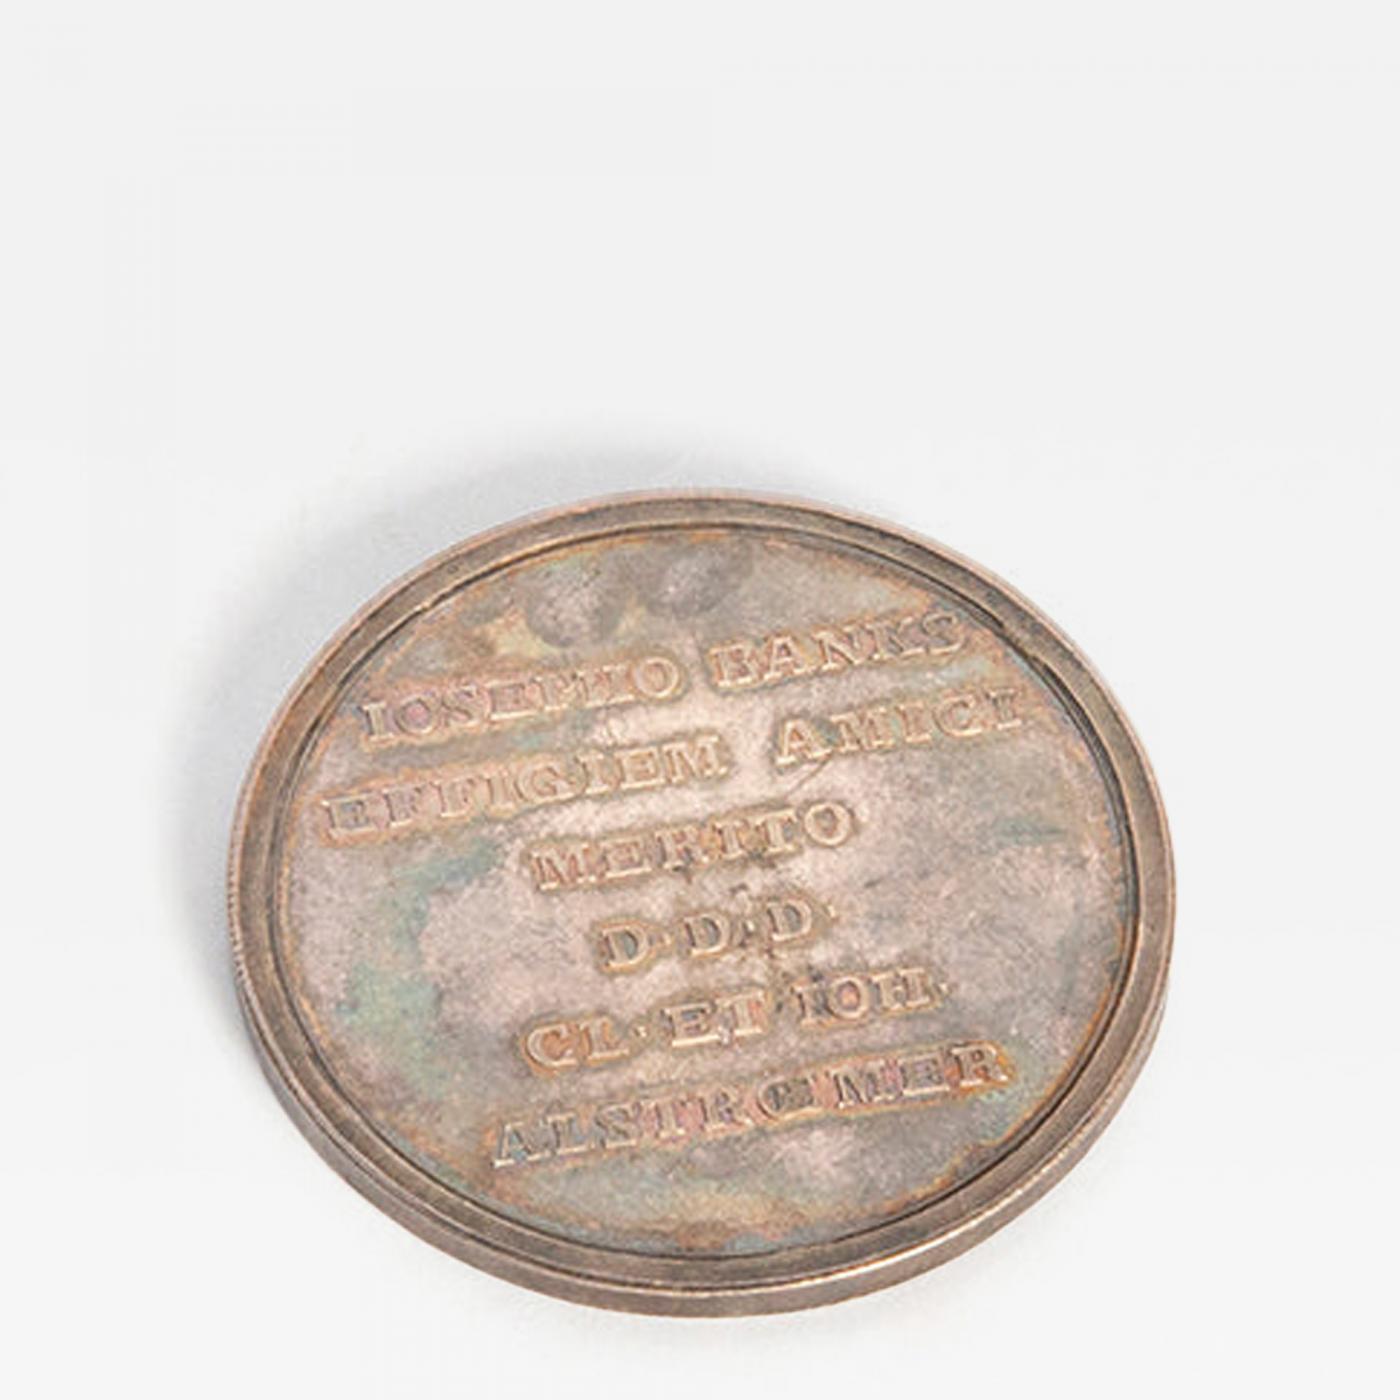 IOSEPHO BANKS
EFFIGIEM AMICI
MERITO
D·D·D·
CL·ET IOH.
ALSTRŒMER